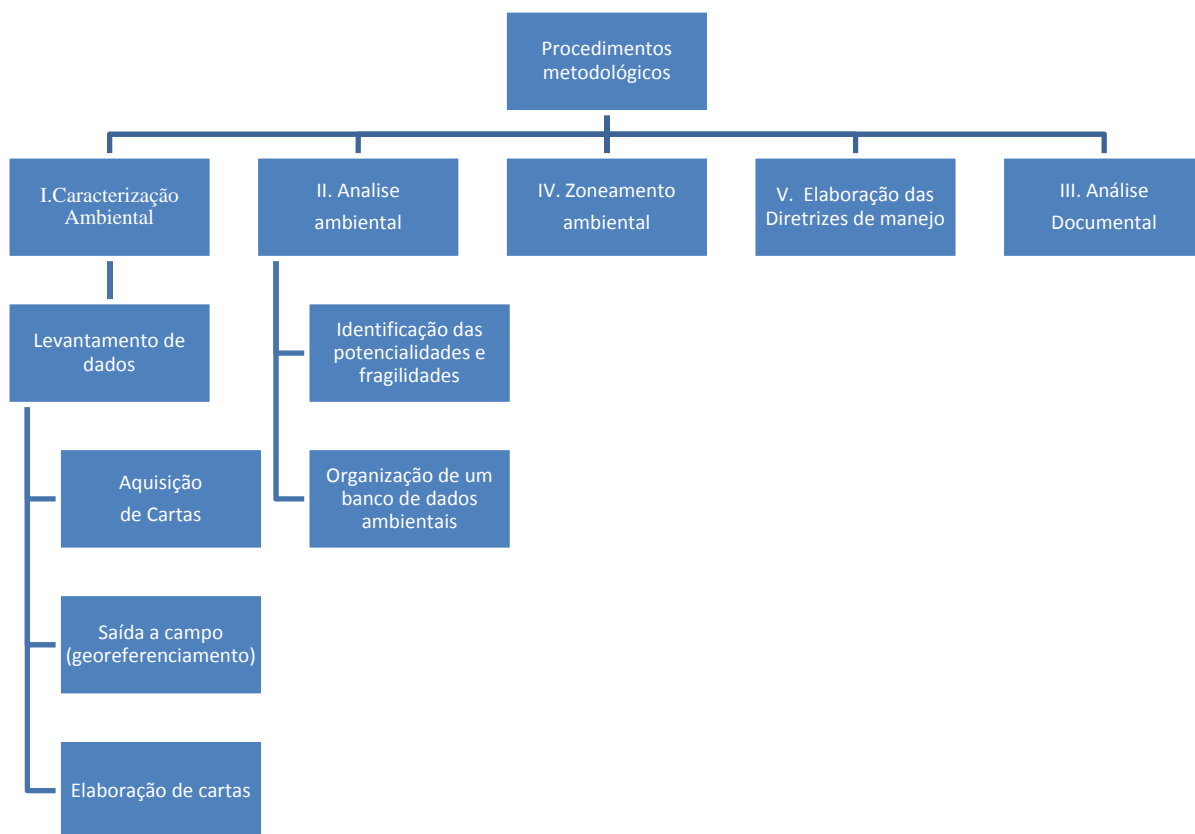 Procedimentos
metodológicos
I.Caracterização
Ambiental
II. Analise
ambiental
IV. Zoneamento
ambiental
V. Elaboração das
Diretrizes de manejo
III. Análise
Documental
Levantamento de
dados
Identificação das
potencialidades e
fragilidades
Aquisição
de Cartas
Organização de um
banco de dados
ambientais
Saída a campo
(georeferenciamento)
Elaboração de cartas